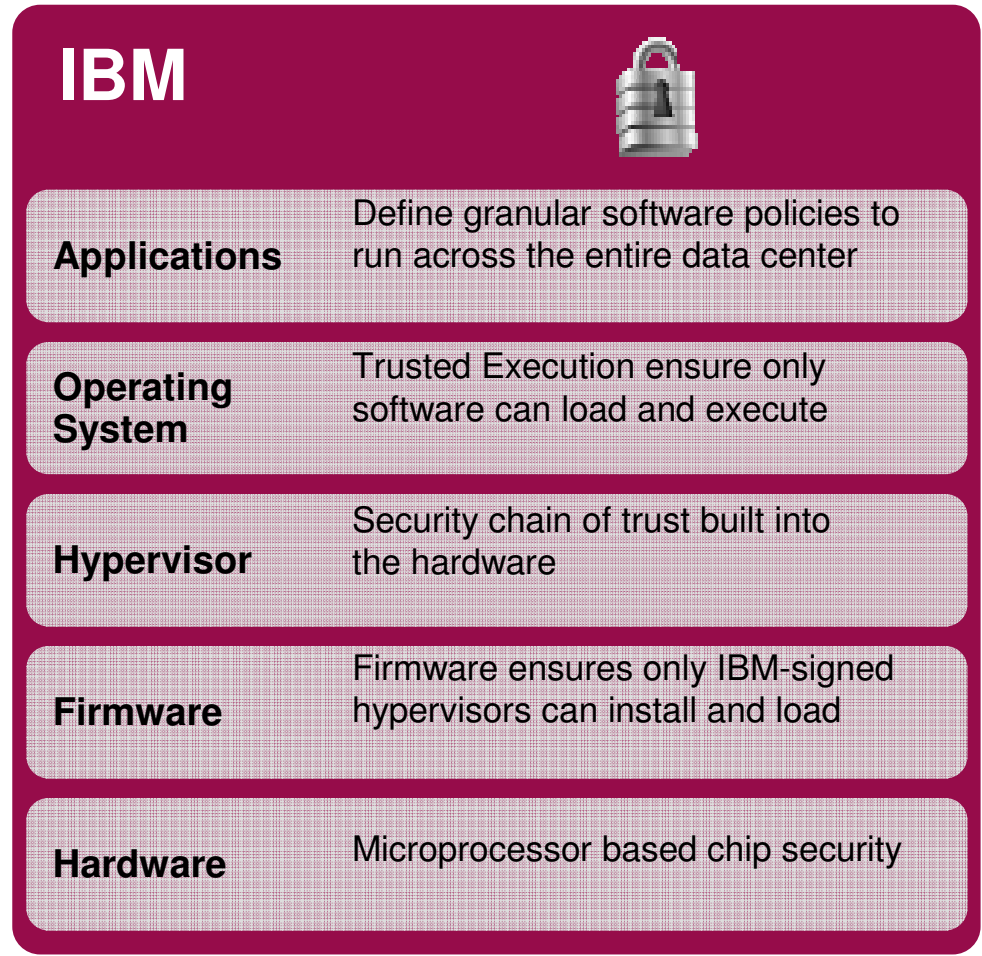 IBM
Applications
Define granular software policies to
run across the entire data center
Operating
System
Trusted Execution ensure only
software can load and execute
Hypervisor
Security chain of trust built into
the hardware
Firmware
Firmware ensures only IBM-signed
hypervisors can install and load
Hardware
Microprocessor based chip security